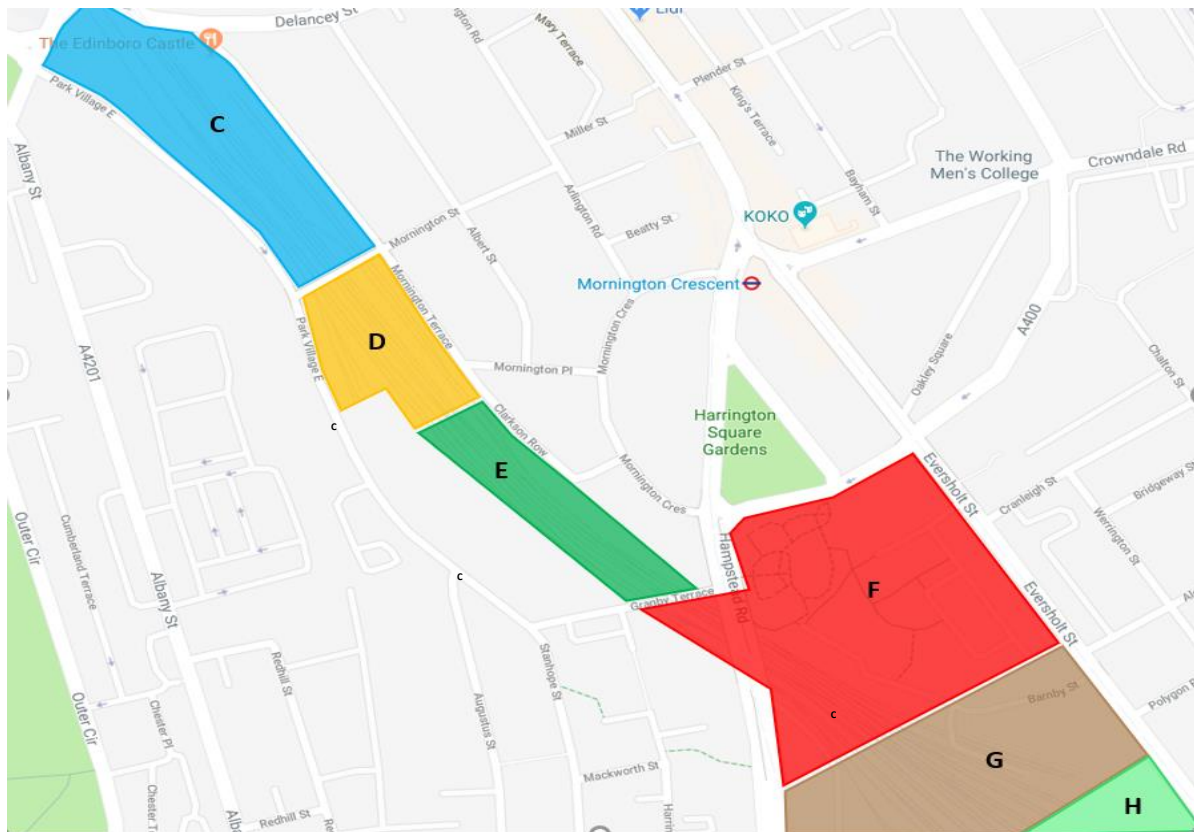 Delancey St
Lidl
The Edinboro Castle
Park Village E
C
Mary Terrace
Plender St
King's Terrace
Miller St
Bayham St
The Working
Men's College
Crowndale Rd
KOKO
Albany St
Mornington St
Arlington Rd
Beatty St
Albert St
Mornington Crescent
Mornington Terrace
Mornington Cres
Park Village E
D
A4201
Mornington Pl
A400
Oakley Square
Chalton St
Harrington
Square
Gardens
Clarkson Row
c
E
Mornington Cres
Eversholt St
Cranleigh St
Bridgeway St
Werrington St
Outer Cir
Cumberland Terrace
Albany St
c
Hampstead Rd
Granby Terrace
F
Eversholt St
Redhill St
Stanhope St
Augustus St
Outer Cir
Chester Pl
c
Barnby St
Polygon
G
Mackworth St
H
Redhill St